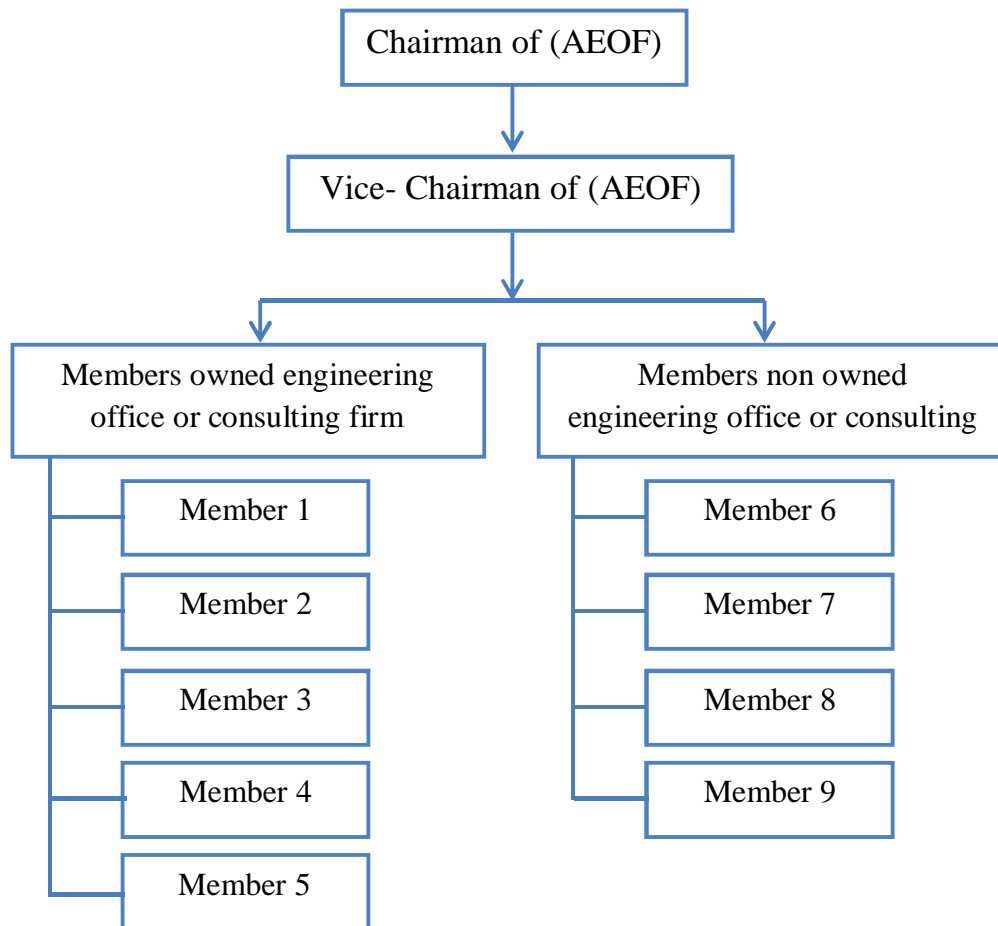 Chairman of (AEOF)
Vice- Chairman of (AEOF)
Members owned engineering
office or consulting firm
Member 1
Member 2
Member 3
Member 4
Member 5
Members non owned
engineering office or consulting
Member 6
Member 7
Member 8
Member 9